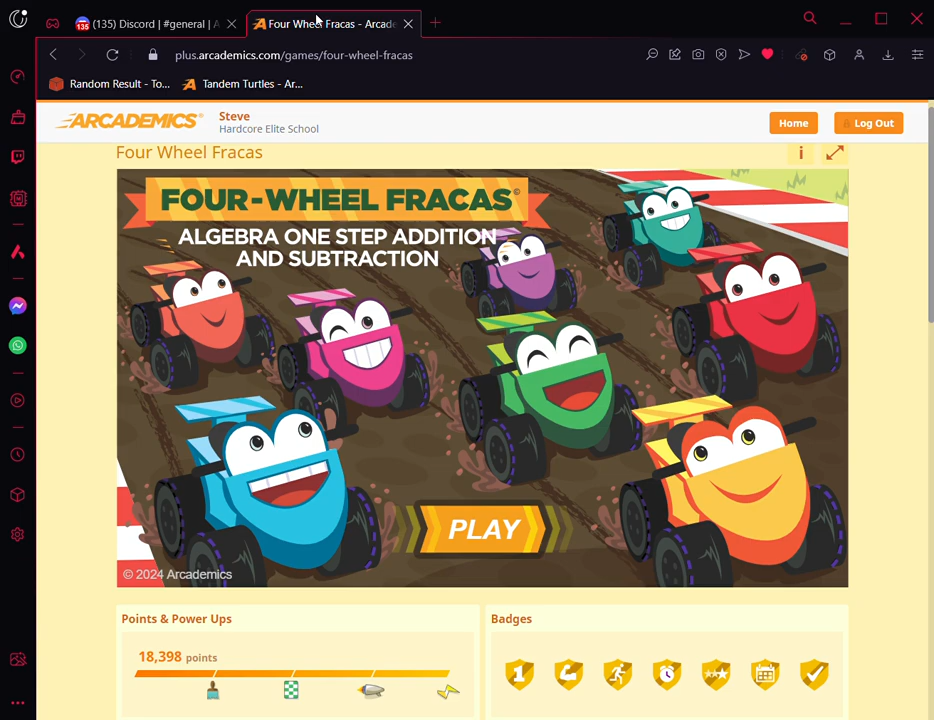 (135) Discord | #general | A
Four Wheel Fracas - Arcade
plus.arcademics.com/games/four-wheel-fracas
Random Result - To...
Tandem Turtles - Ar...
ARCADEMICS
Steve
Hardcore Elite School
Home
Log Out
Four Wheel Fracas
i
FOUR-WHEEL FRACAS©
ALGEBRA ONE STEP ADDITION
AND SUBTRACTION
PLAY
© 2024 Arcademics
Points & Power Ups
Badges
18,398 points
1